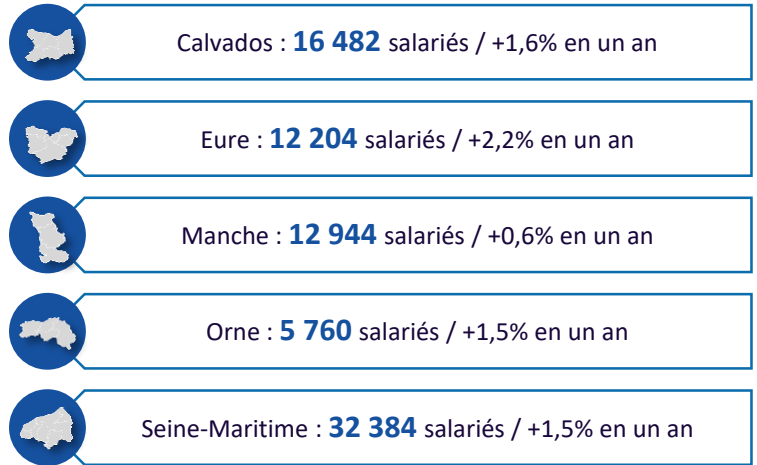 Calvados : 16 482 salariés / +1,6% en un an
Eure : 12 204 salariés / +2,2% en un an
Manche : 12 944 salariés / +0,6% en un an
Orne : 5 760 salariés / +1,5% en un an
Seine-Maritime : 32 384 salariés / +1,5% en un an